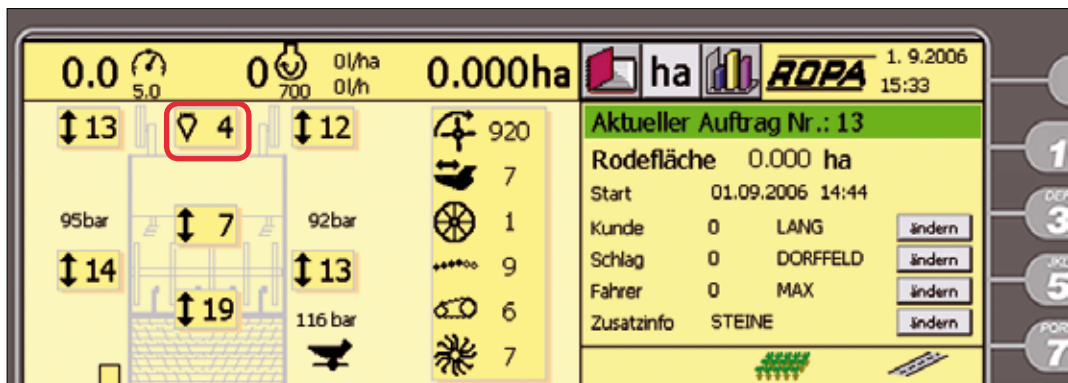 0.0 5.0 0 700 0l/ha 0l/h 0.000ha ha ROPA 1. 9.2006 15:33
13 4 12
95bar 7 92bar
14 13
19 116 bar
920
7
1
9
6
7
Aktueller Auftrag Nr.: 13
Rodefläche 0.000 ha
Start 01.09.2006 14:44
Kunde 0 LANG ändern
Schlag 0 DORFFELD ändern
Fahrer 0 MAX ändern
Zusatzinfo STEINE ändern
1
3
5
7